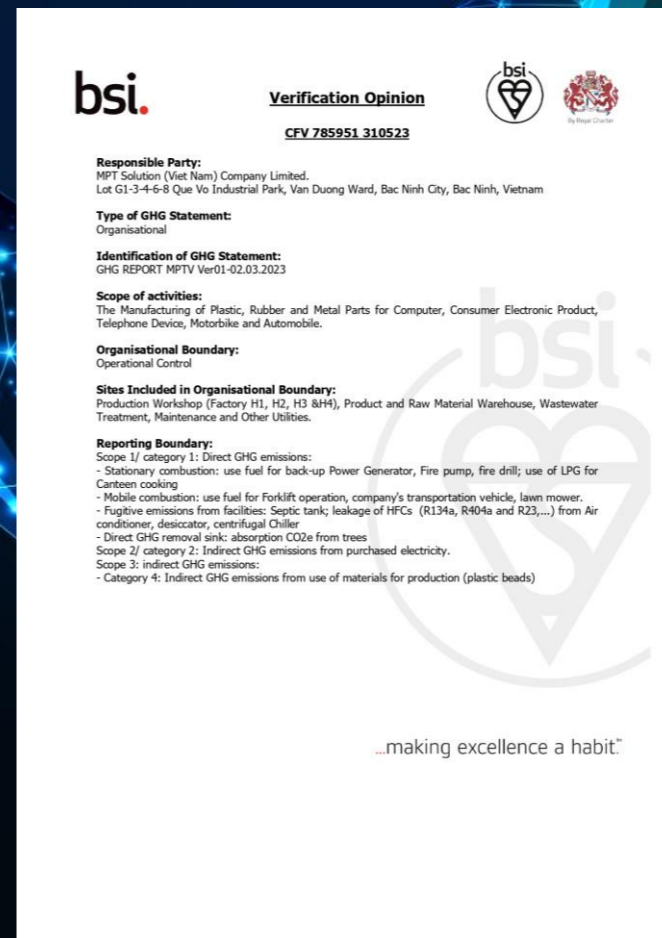 bsi.
Verification Opinion
bsi
By Royal Charter
CFV 785951 310523
Responsible Party:
MPT Solution (Viet Nam) Company Limited.
Lot G1-3-4-6-8 Que Vo Industrial Park, Van Duong Ward, Bac Ninh City, Bac Ninh, Vietnam
Type of GHG Statement:
Organisational
Identification of GHG Statement:
GHG REPORT MPTV Ver01-02.03.2023
Scope of activities:
The Manufacturing of Plastic, Rubber and Metal Parts for Computer, Consumer Electronic Product,
Telephone Device, Motorbike and Automobile.
Organisational Boundary:
Operational Control
Sites Included in Organisational Boundary:
Production Workshop (Factory H1, H2, H3 &H4), Product and Raw Material Warehouse, Wastewater
Treatment, Maintenance and Other Utilities.
Reporting Boundary:
Scope 1/ category 1: Direct GHG emissions:
- Stationary combustion: use fuel for back-up Power Generator, Fire pump, fire drill; use of LPG for
Canteen cooking
- Mobile combustion: use fuel for Forklift operation, company's transportation vehicle, lawn mower.
- Fugitive emissions from facilities: Septic tank; leakage of HFCs (R134a, R404a and R23,...) from Air
conditioner, desiccator, centrifugal Chiller
- Direct GHG removal sink: absorption CO2e from trees
Scope 2/ category 2: Indirect GHG emissions from purchased electricity.
Scope 3: indirect GHG emissions:
- Category 4: Indirect GHG emissions from use of materials for production (plastic beads)
bsi.
...making excellence a habit.™